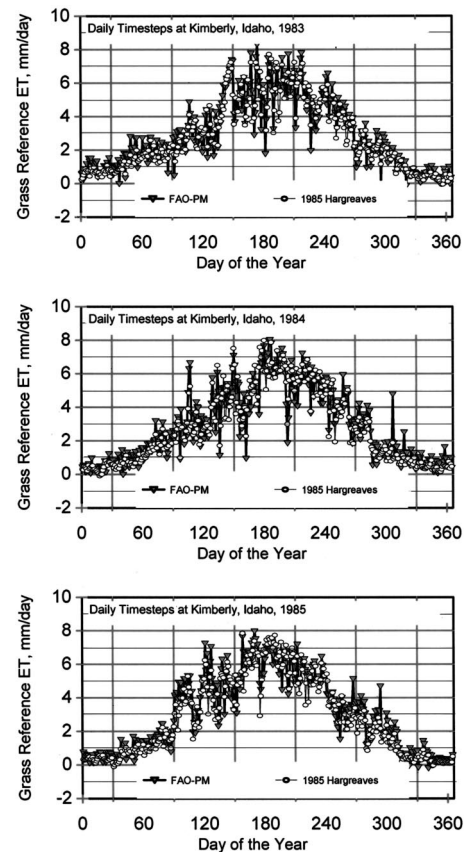 Grass Reference ET, mm/day
Daily Timesteps at Kimberly, Idaho, 1983
10
8
6
4
2
0
-2
FAO-PM 1985 Hargreaves
0 60 120 180 240 300 360
Day of the Year
Grass Reference ET, mm/day
Daily Timesteps at Kimberly, Idaho, 1984
10
8
6
4
2
0
-2
FAO-PM 1985 Hargreaves
0 60 120 180 240 300 360
Day of the Year
Grass Reference ET, mm/day
Daily Timesteps at Kimberly, Idaho, 1985
10
8
6
4
2
0
-2
FAO-PM 1985 Hargreaves
0 60 120 180 240 300 360
Day of the Year